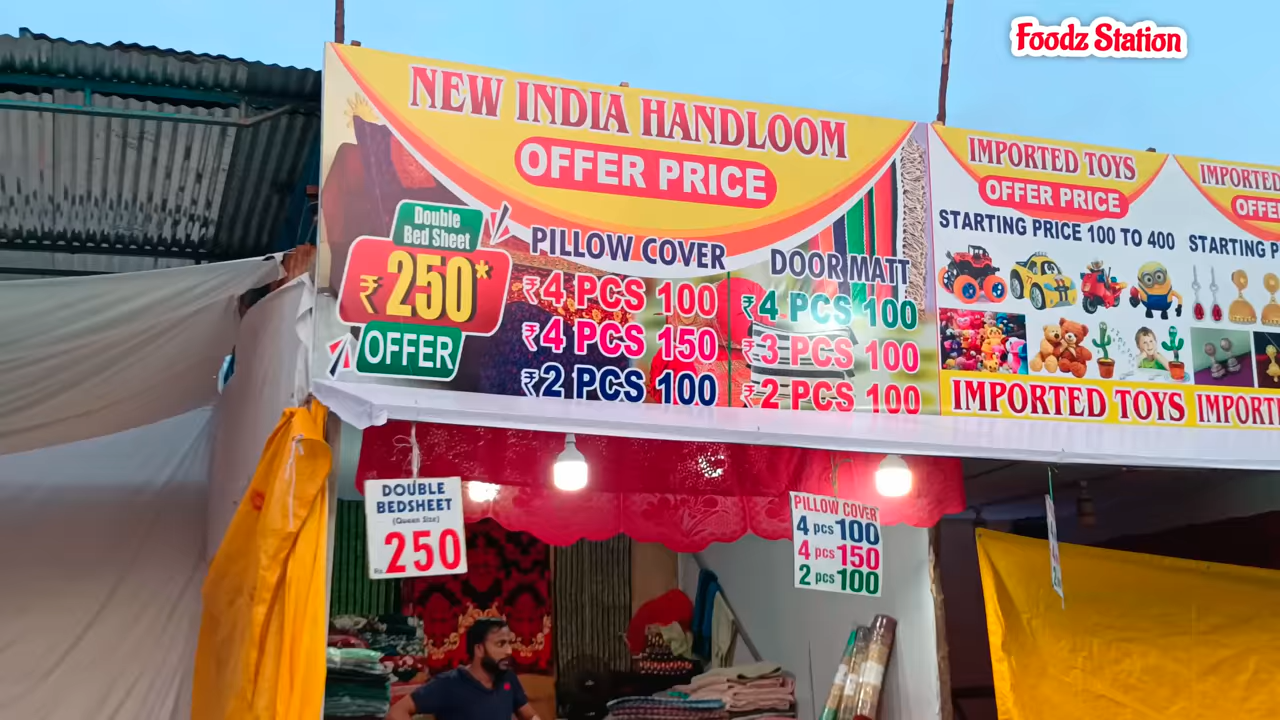 Foodz Station
NEW INDIA HANDLOOM
OFFER PRICE
Double
Bed Sheet
₹ 250*
OFFER
PILLOW COVER
₹4 PCS 100
₹4 PCS 150
₹2 PCS 100
DOOR MATT
₹4 PCS 100
₹3 PCS 100
₹2 PCS 100
IMPORTED TOYS
OFFER PRICE
STARTING PRICE 100 TO 400
IMPORTED TOYS
IMPORTED
OFFER
STARTING P
IMPORTE
DOUBLE
BEDSHEET
(Queen Size)
Rs. 250
PILLOW COVER
4 pcs 100
4 pcs 150
2 pcs 100